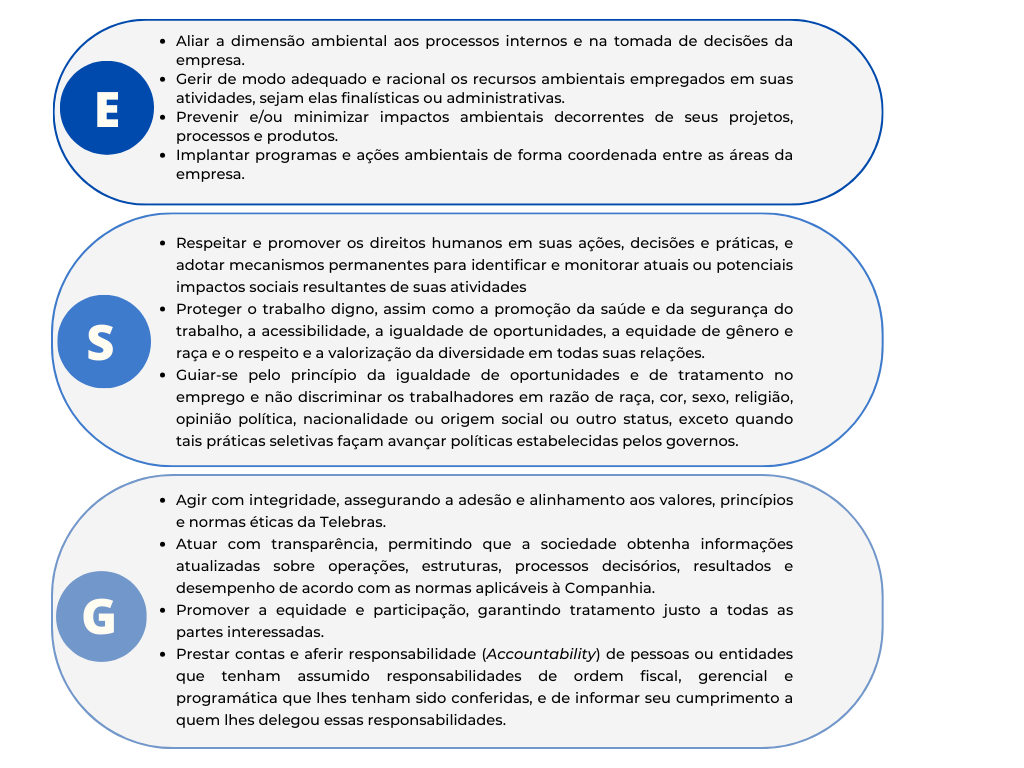 E
• Aliar a dimensão ambiental aos processos internos e na tomada de decisões da
empresa.
• Gerir de modo adequado e racional os recursos ambientais empregados em suas
atividades, sejam elas finalísticas ou administrativas.
• Prevenir e/ou minimizar impactos ambientais decorrentes de seus projetos,
processos e produtos.
• Implantar programas e ações ambientais de forma coordenada entre as áreas da
empresa.
S
• Respeitar e promover os direitos humanos em suas ações, decisões e práticas, e
adotar mecanismos permanentes para identificar e monitorar atuais ou potenciais
impactos sociais resultantes de suas atividades
• Proteger o trabalho digno, assim como a promoção da saúde e da segurança do
trabalho, a acessibilidade, a igualdade de oportunidades, a equidade de gênero e
raça e o respeito e a valorização da diversidade em todas suas relações.
• Guiar-se pelo princípio da igualdade de oportunidades e de tratamento no
emprego e não discriminar os trabalhadores em razão de raça, cor, sexo, religião,
opinião política, nacionalidade ou origem social ou outro status, exceto quando
tais práticas seletivas façam avançar políticas estabelecidas pelos governos.
G
• Agir com integridade, assegurando a adesão e alinhamento aos valores, princípios
e normas éticas da Telebras.
• Atuar com transparência, permitindo que a sociedade obtenha informações
atualizadas sobre operações, estruturas, processos decisórios, resultados e
desempenho de acordo com as normas aplicáveis à Companhia.
• Promover a equidade e participação, garantindo tratamento justo a todas as
partes interessadas.
• Prestar contas e aferir responsabilidade (Accountability) de pessoas ou entidades
que tenham assumido responsabilidades de ordem fiscal, gerencial e
programática que lhes tenham sido conferidas, e de informar seu cumprimento a
quem lhes delegou essas responsabilidades.